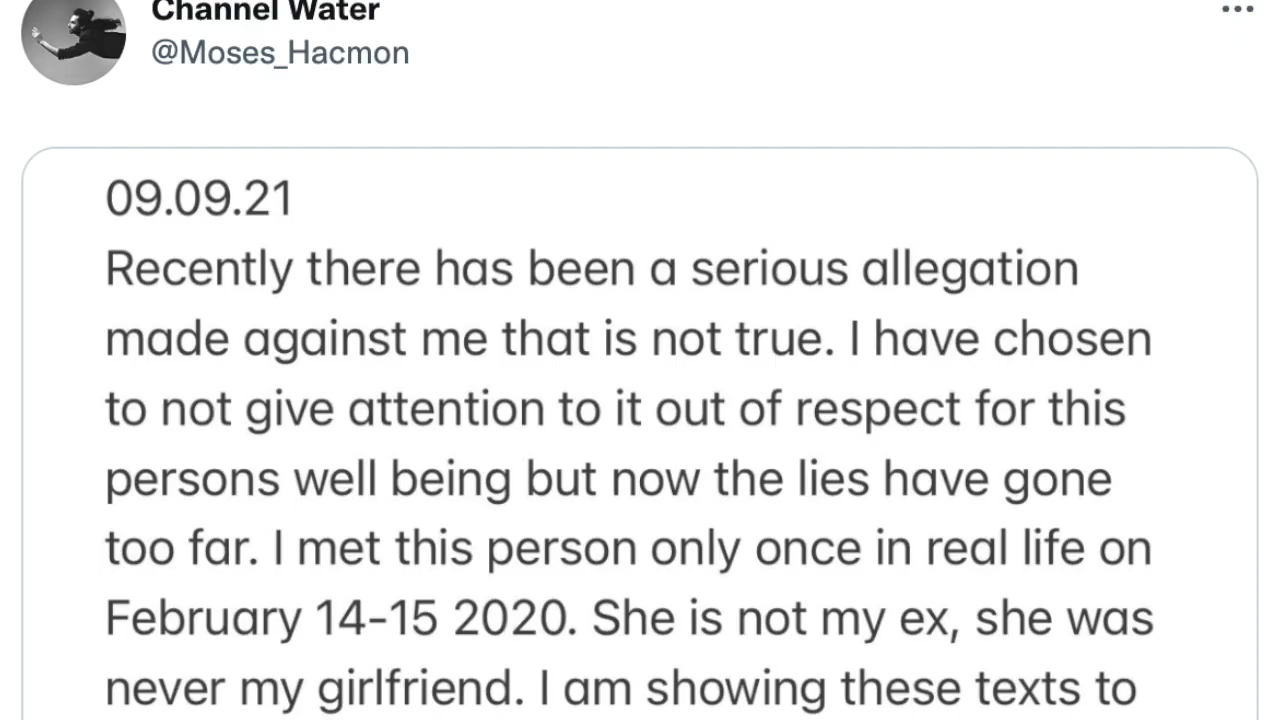 Channel Water
@Moses_Hacmon
09.09.21
Recently there has been a serious allegation
made against me that is not true. I have chosen
to not give attention to it out of respect for this
persons well being but now the lies have gone
too far. I met this person only once in real life on
February 14-15 2020. She is not my ex, she was
never my girlfriend. I am showing these texts to